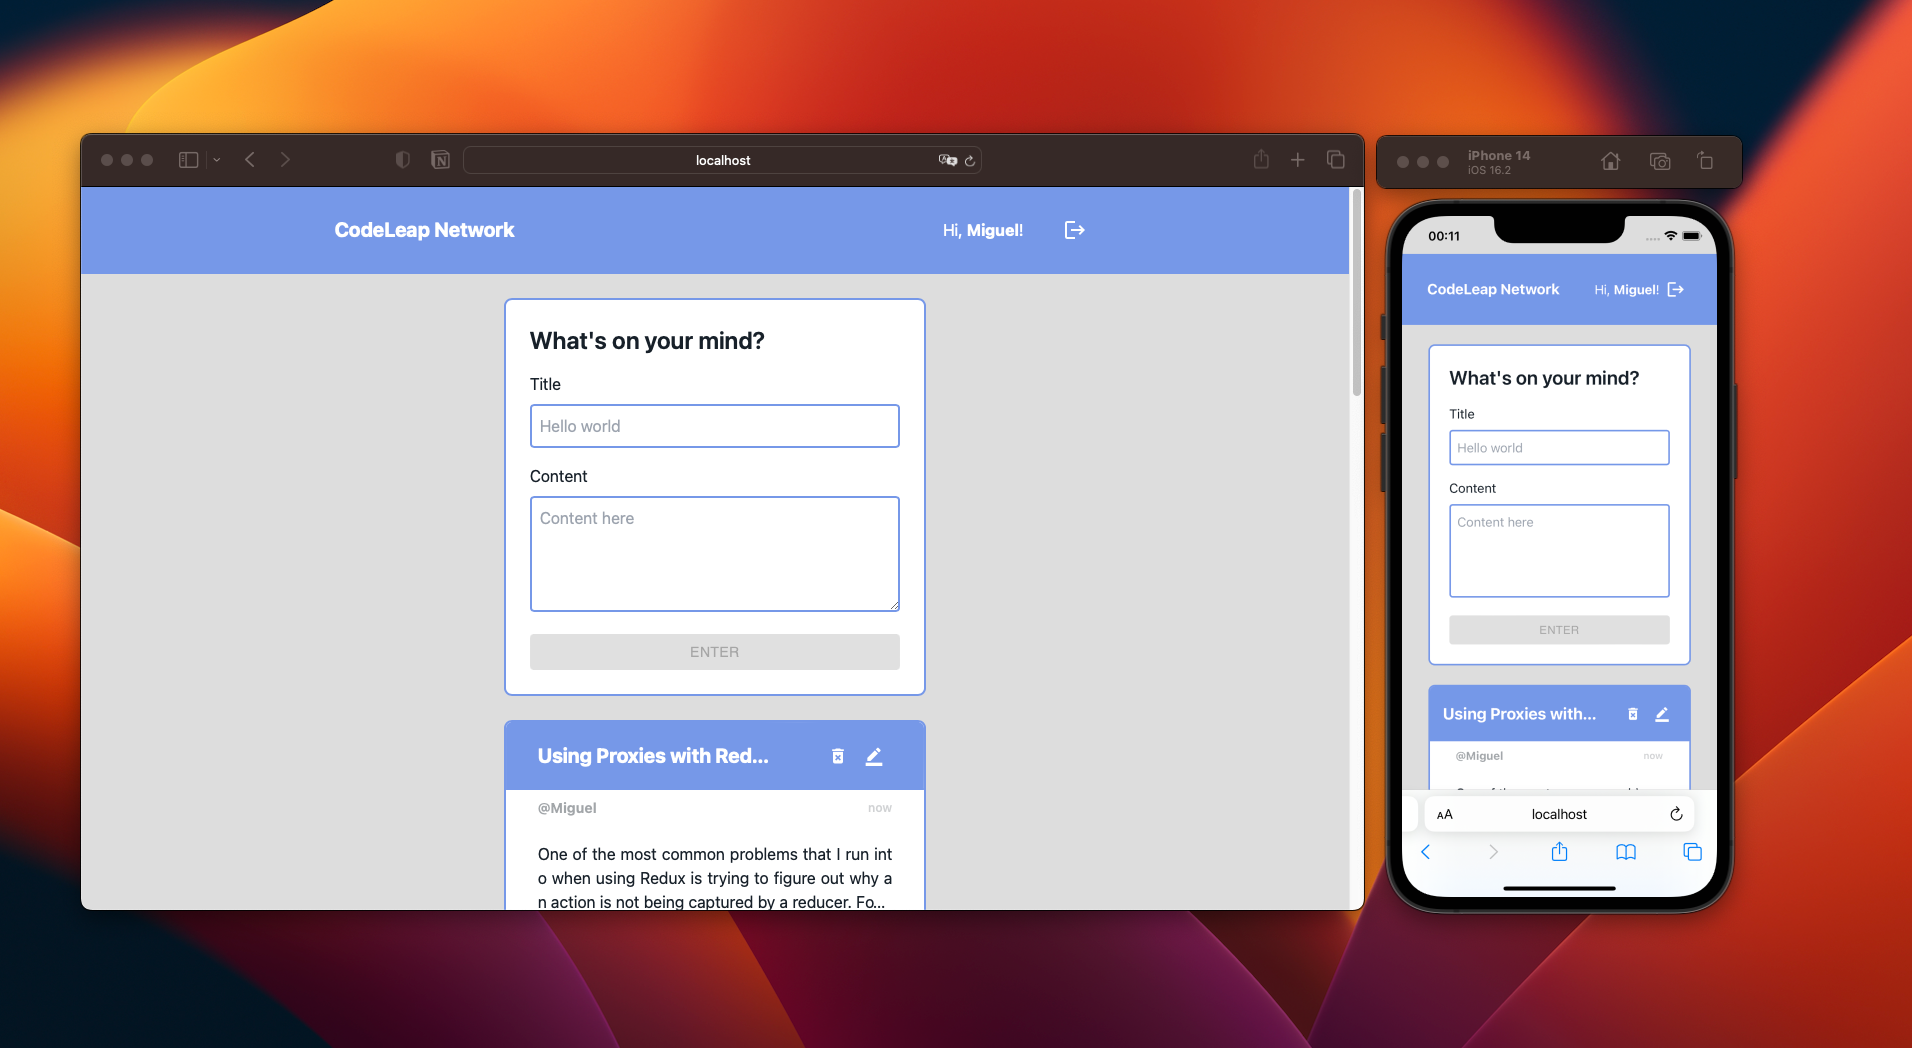 localhost
CodeLeap Network
Hi, Miguel!
What's on your mind?
Title
Hello world
Content
Content here
ENTER
Using Proxies with Red...
@Miguel
now
One of the most common problems that I run int
o when using Redux is trying to figure out why a
n action is not being captured by a reducer. Fo...
iPhone 14
iOS 16.2
00:11
CodeLeap Network
Hi, Miguel!
What's on your mind?
Title
Hello world
Content
Content here
ENTER
Using Proxies with...
@Miguel
now
AA
localhost